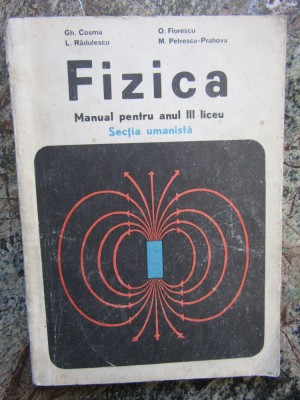 Gh. Cosma O. Florescu
L. Rădulescu M. Petrescu-Prahova
Fizica
Manual pentru anul III liceu
Secția umanistă